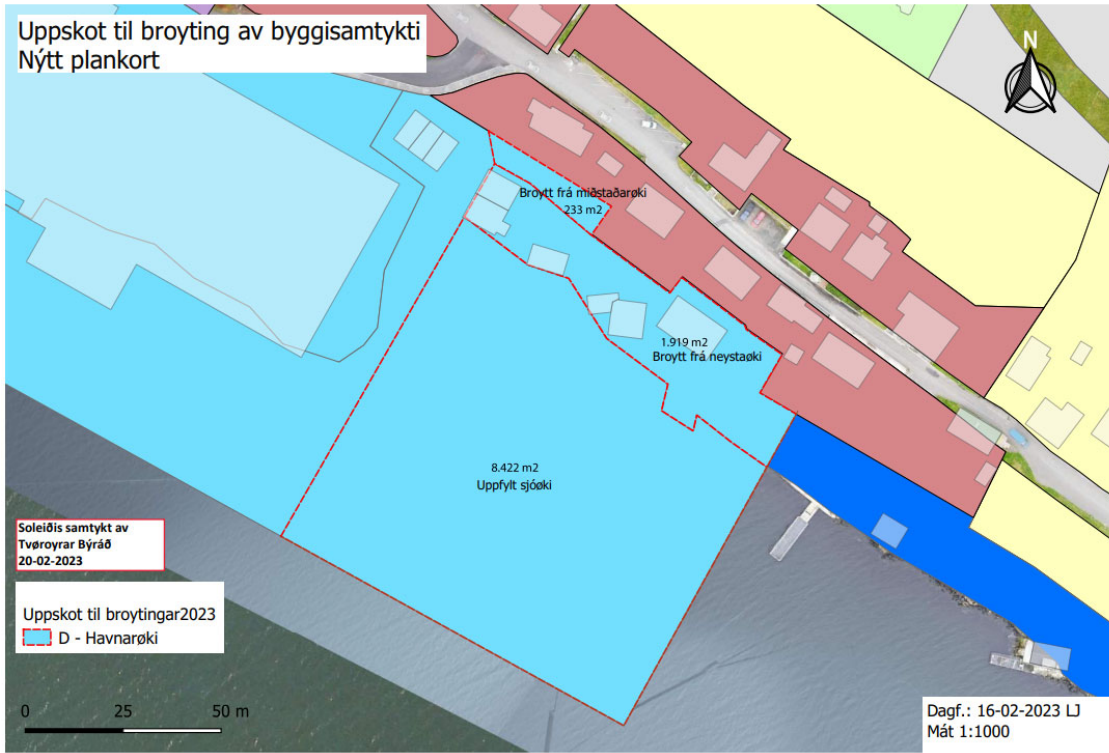 Uppskot til broyting av byggisamtykti
Nýtt plankort
N
Broytt frá miðstaðarøki
233 m2
1.919 m2
Broytt frá neystaøki
8.422 m2
Uppfylt sjóøki
Soleiðis samtykt av
Tvøroyrar Býráð
20-02-2023
Uppskot til broytingar2023
D - Havnarøki
0 25 50 m
Dagf.: 16-02-2023 LJ
Mát 1:1000